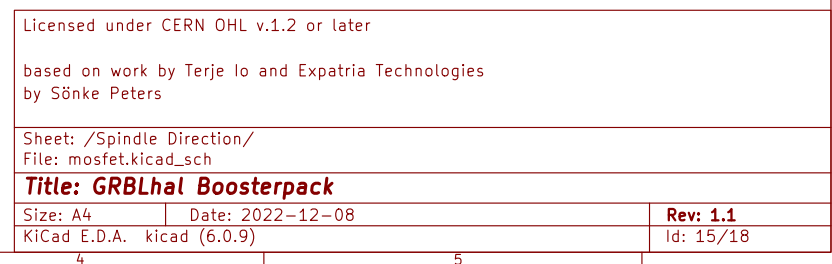 Licensed under CERN OHL v.1.2 or later
based on work by Terje Io and Expatria Technologies
by Sönke Peters
Sheet: /Spindle Direction/
File: mosfet.kicad_sch
Title: GRBLhal Boosterpack
Size: A4 Date: 2022-12-08 Rev: 1.1
KiCad E.D.A. kicad (6.0.9) Id: 15/18
4 5